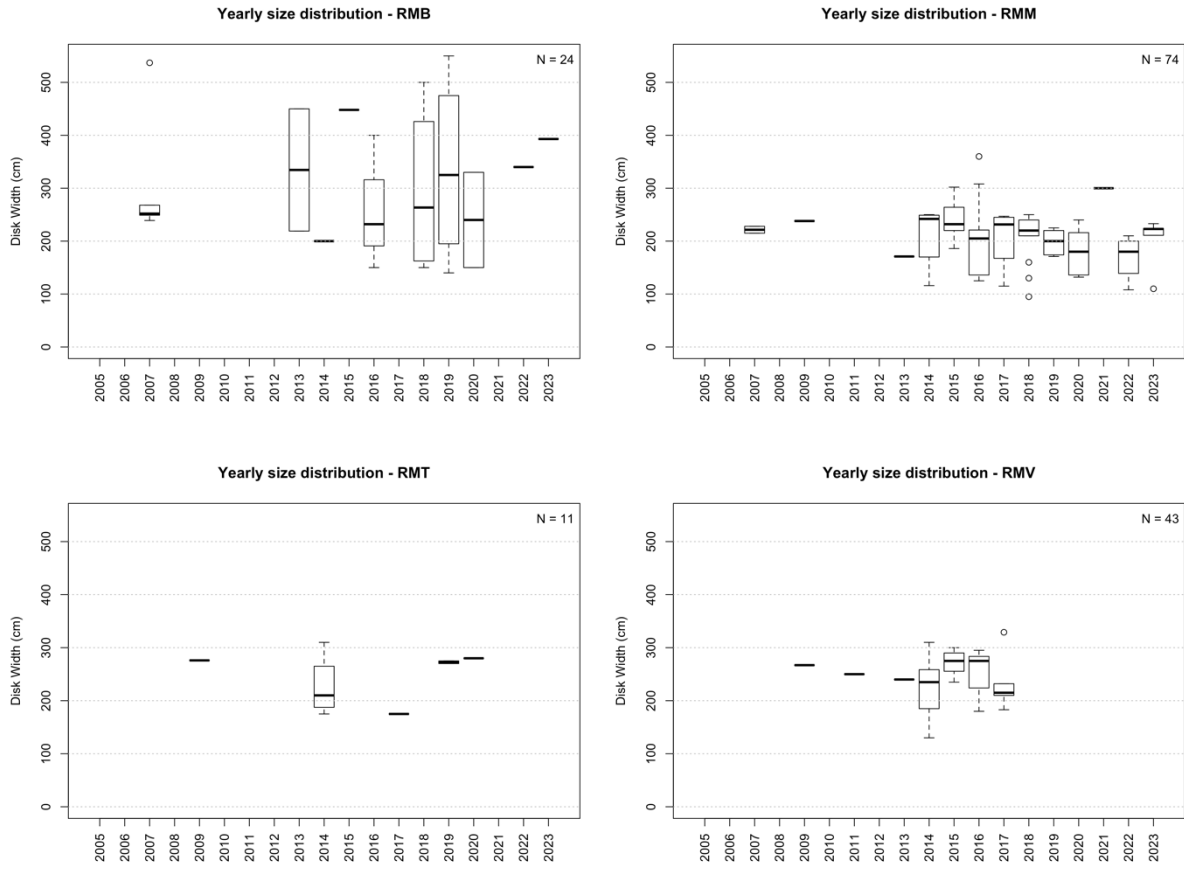 Yearly size distribution - RMB
N = 24
Disk Width (cm)
500
400
300
200
100
0
2005 2006 2007 2008 2009 2010 2011 2012 2013 2014 2015 2016 2017 2018 2019 2020 2021 2022 2023
Yearly size distribution - RMM
N = 74
Disk Width (cm)
500
400
300
200
100
0
2005 2006 2007 2008 2009 2010 2011 2012 2013 2014 2015 2016 2017 2018 2019 2020 2021 2022 2023
Yearly size distribution - RMT
N = 11
Disk Width (cm)
500
400
300
200
100
0
2005 2006 2007 2008 2009 2010 2011 2012 2013 2014 2015 2016 2017 2018 2019 2020 2022 2023
Yearly size distribution - RMV
N = 43
Disk Width (cm)
500
400
300
200
100
0
2005 2006 2007 2008 2009 2010 2011 2012 2013 2014 2015 2016 2017 2018 2019 2020 2021 2022 2023